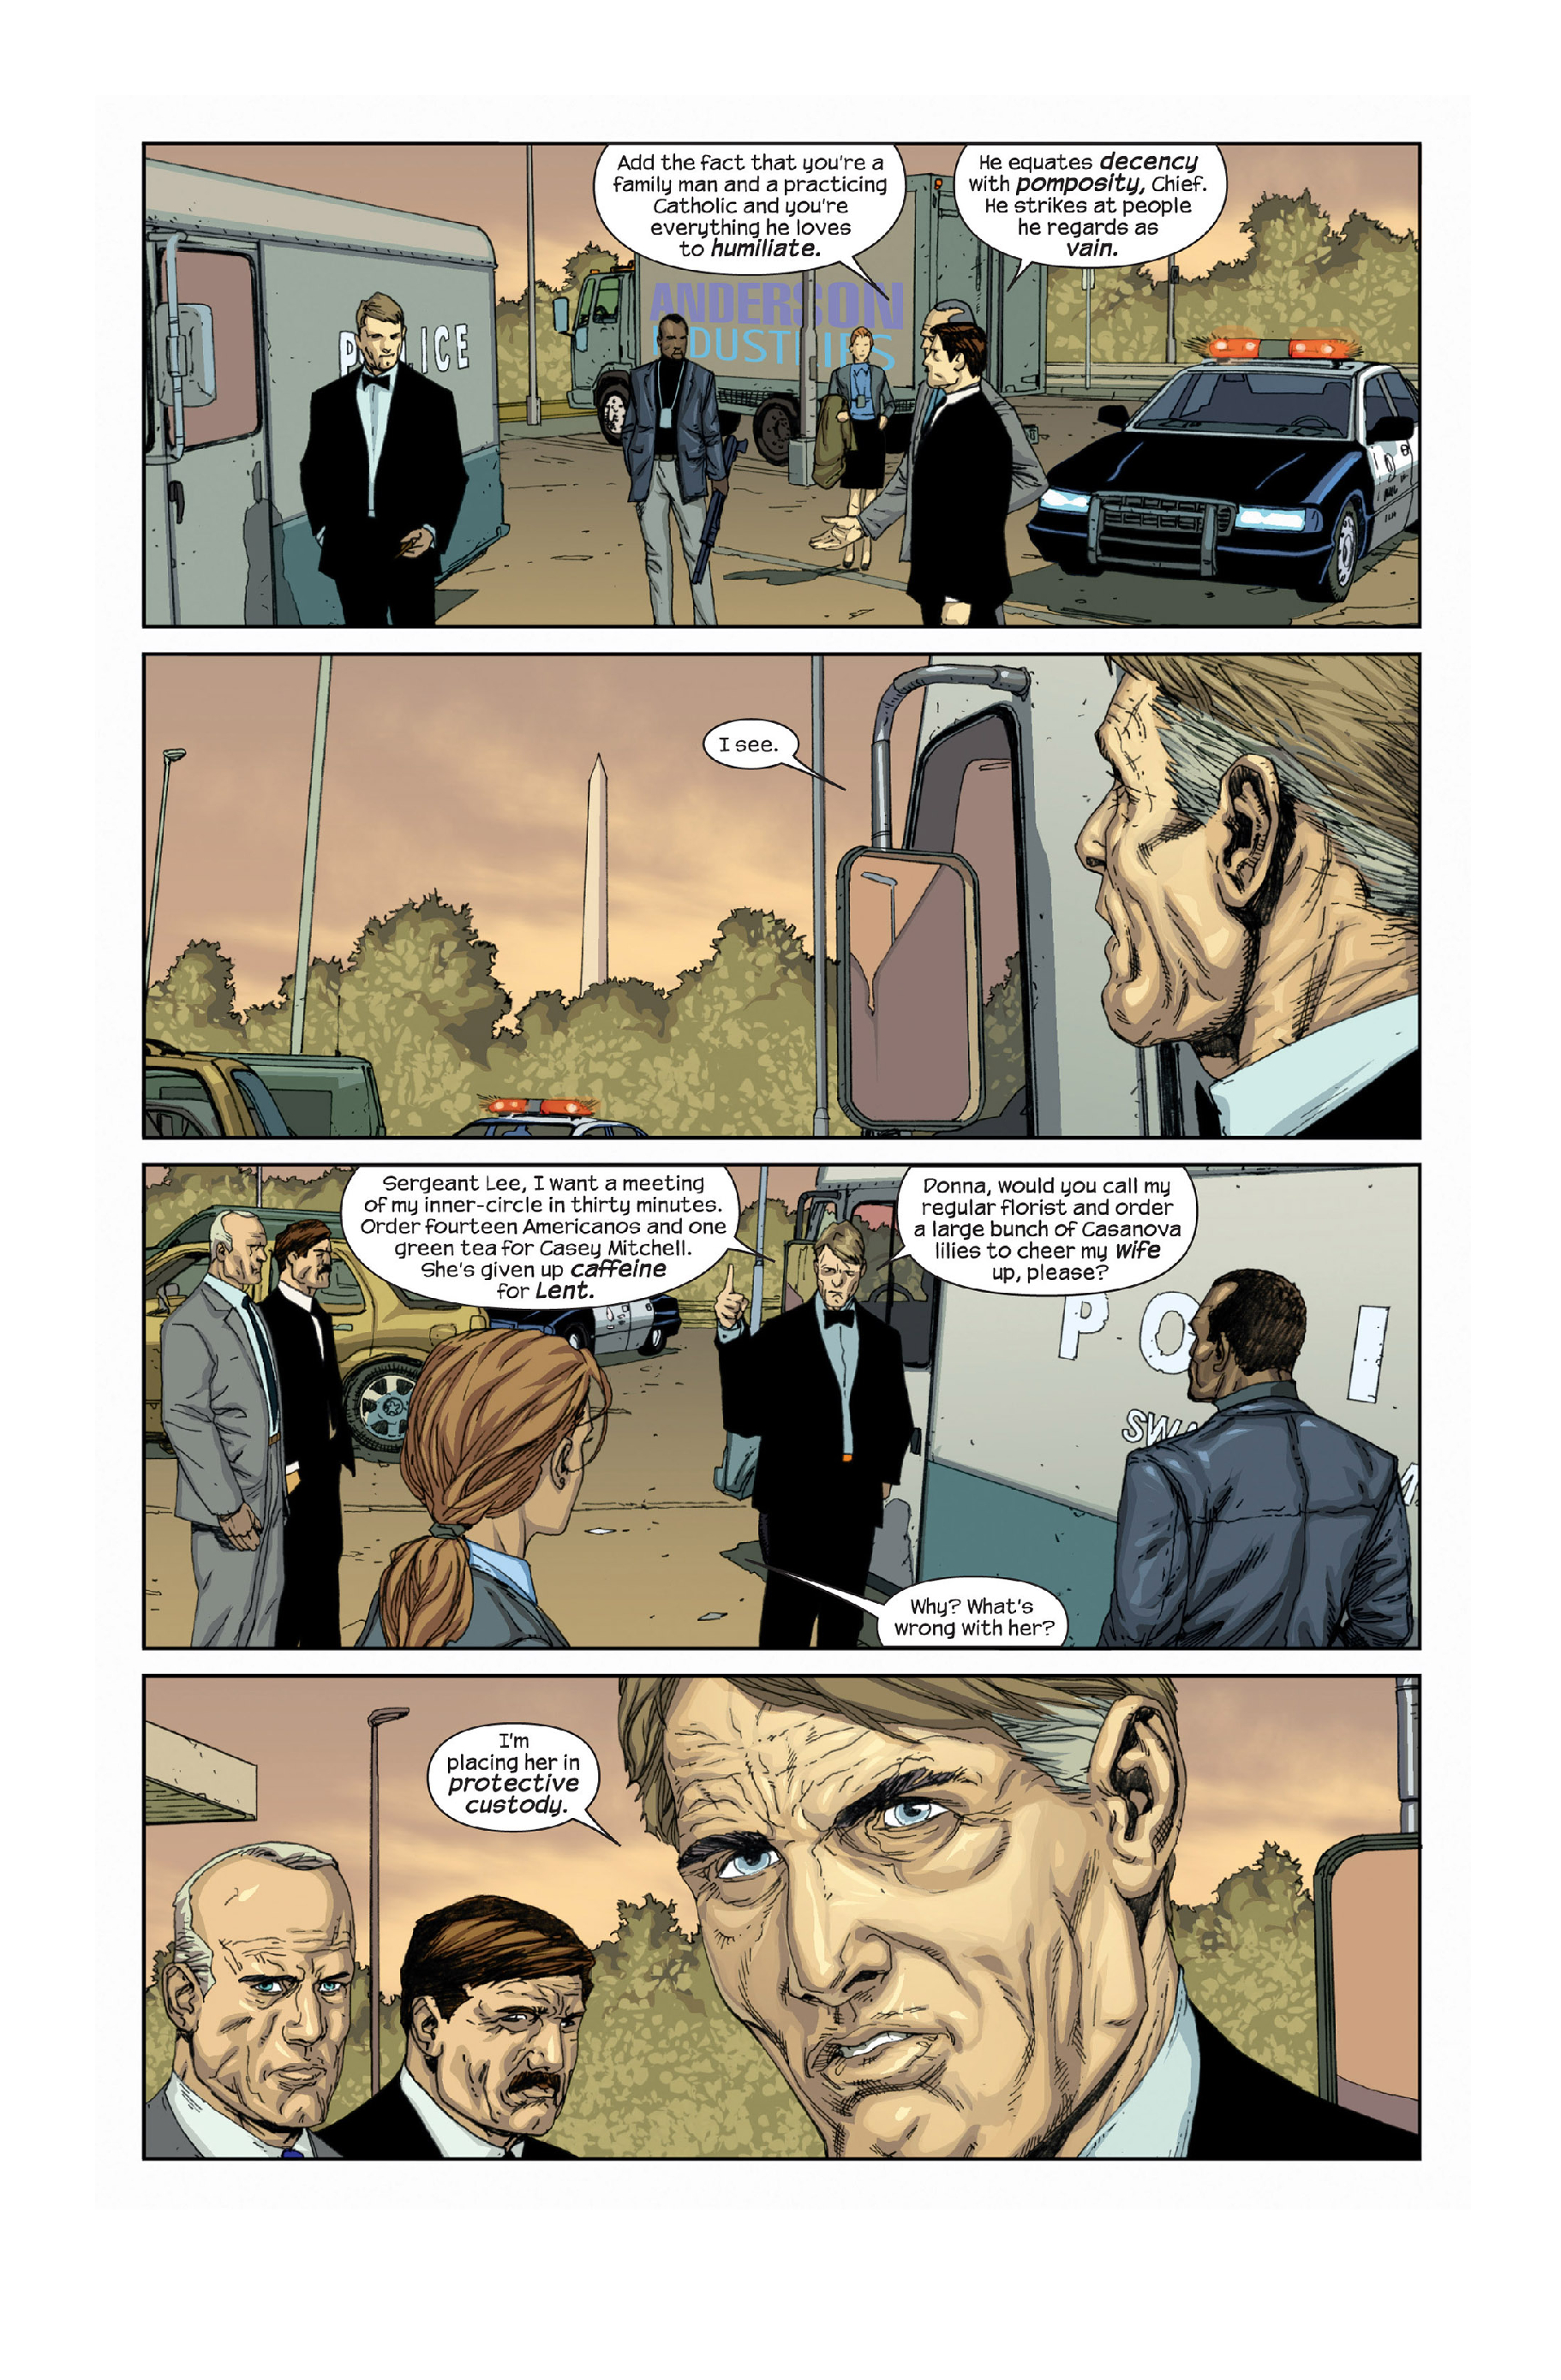 Add the fact that you're a
family man and a practicing
Catholic and you're
everything he loves
to humiliate.
He equates decency
with pomposity, Chief.
He strikes at people
he regards as
vain.
ANDERSON
INDUSTRIES
POLICE
I see.
Sergeant Lee, I want a meeting
of my inner-circle in thirty minutes.
Order fourteen Americanos and one
green tea for Casey Mitchell.
She's given up caffeine
for Lent.
Donna, would you call my
regular florist and order
a large bunch of Casanova
lilies to cheer my wife
up, please?
PO I
SWA
Why? What's
wrong with her?
I'm
placing her in
protective
custody.